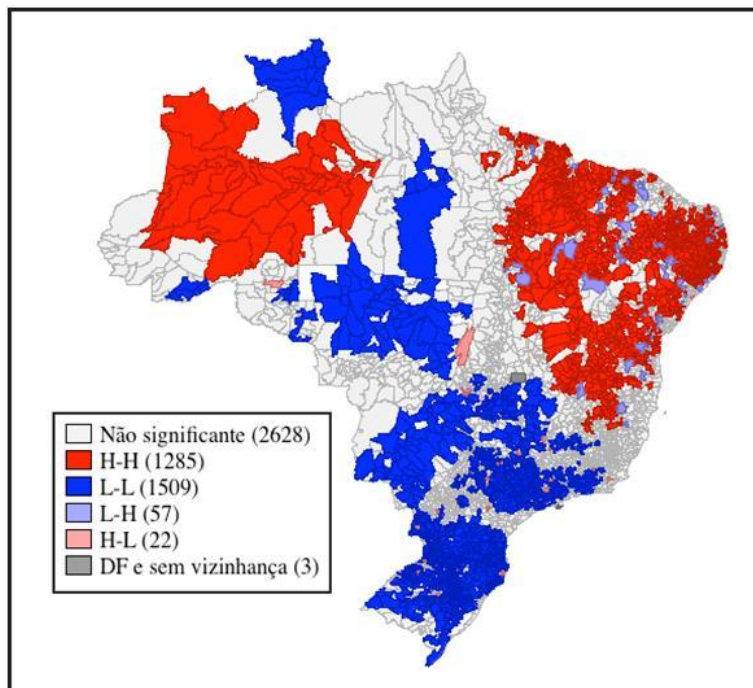 Não significante (2628)
H-H (1285)
L-L (1509)
L-H (57)
H-L (22)
DF e sem vizinhança (3)